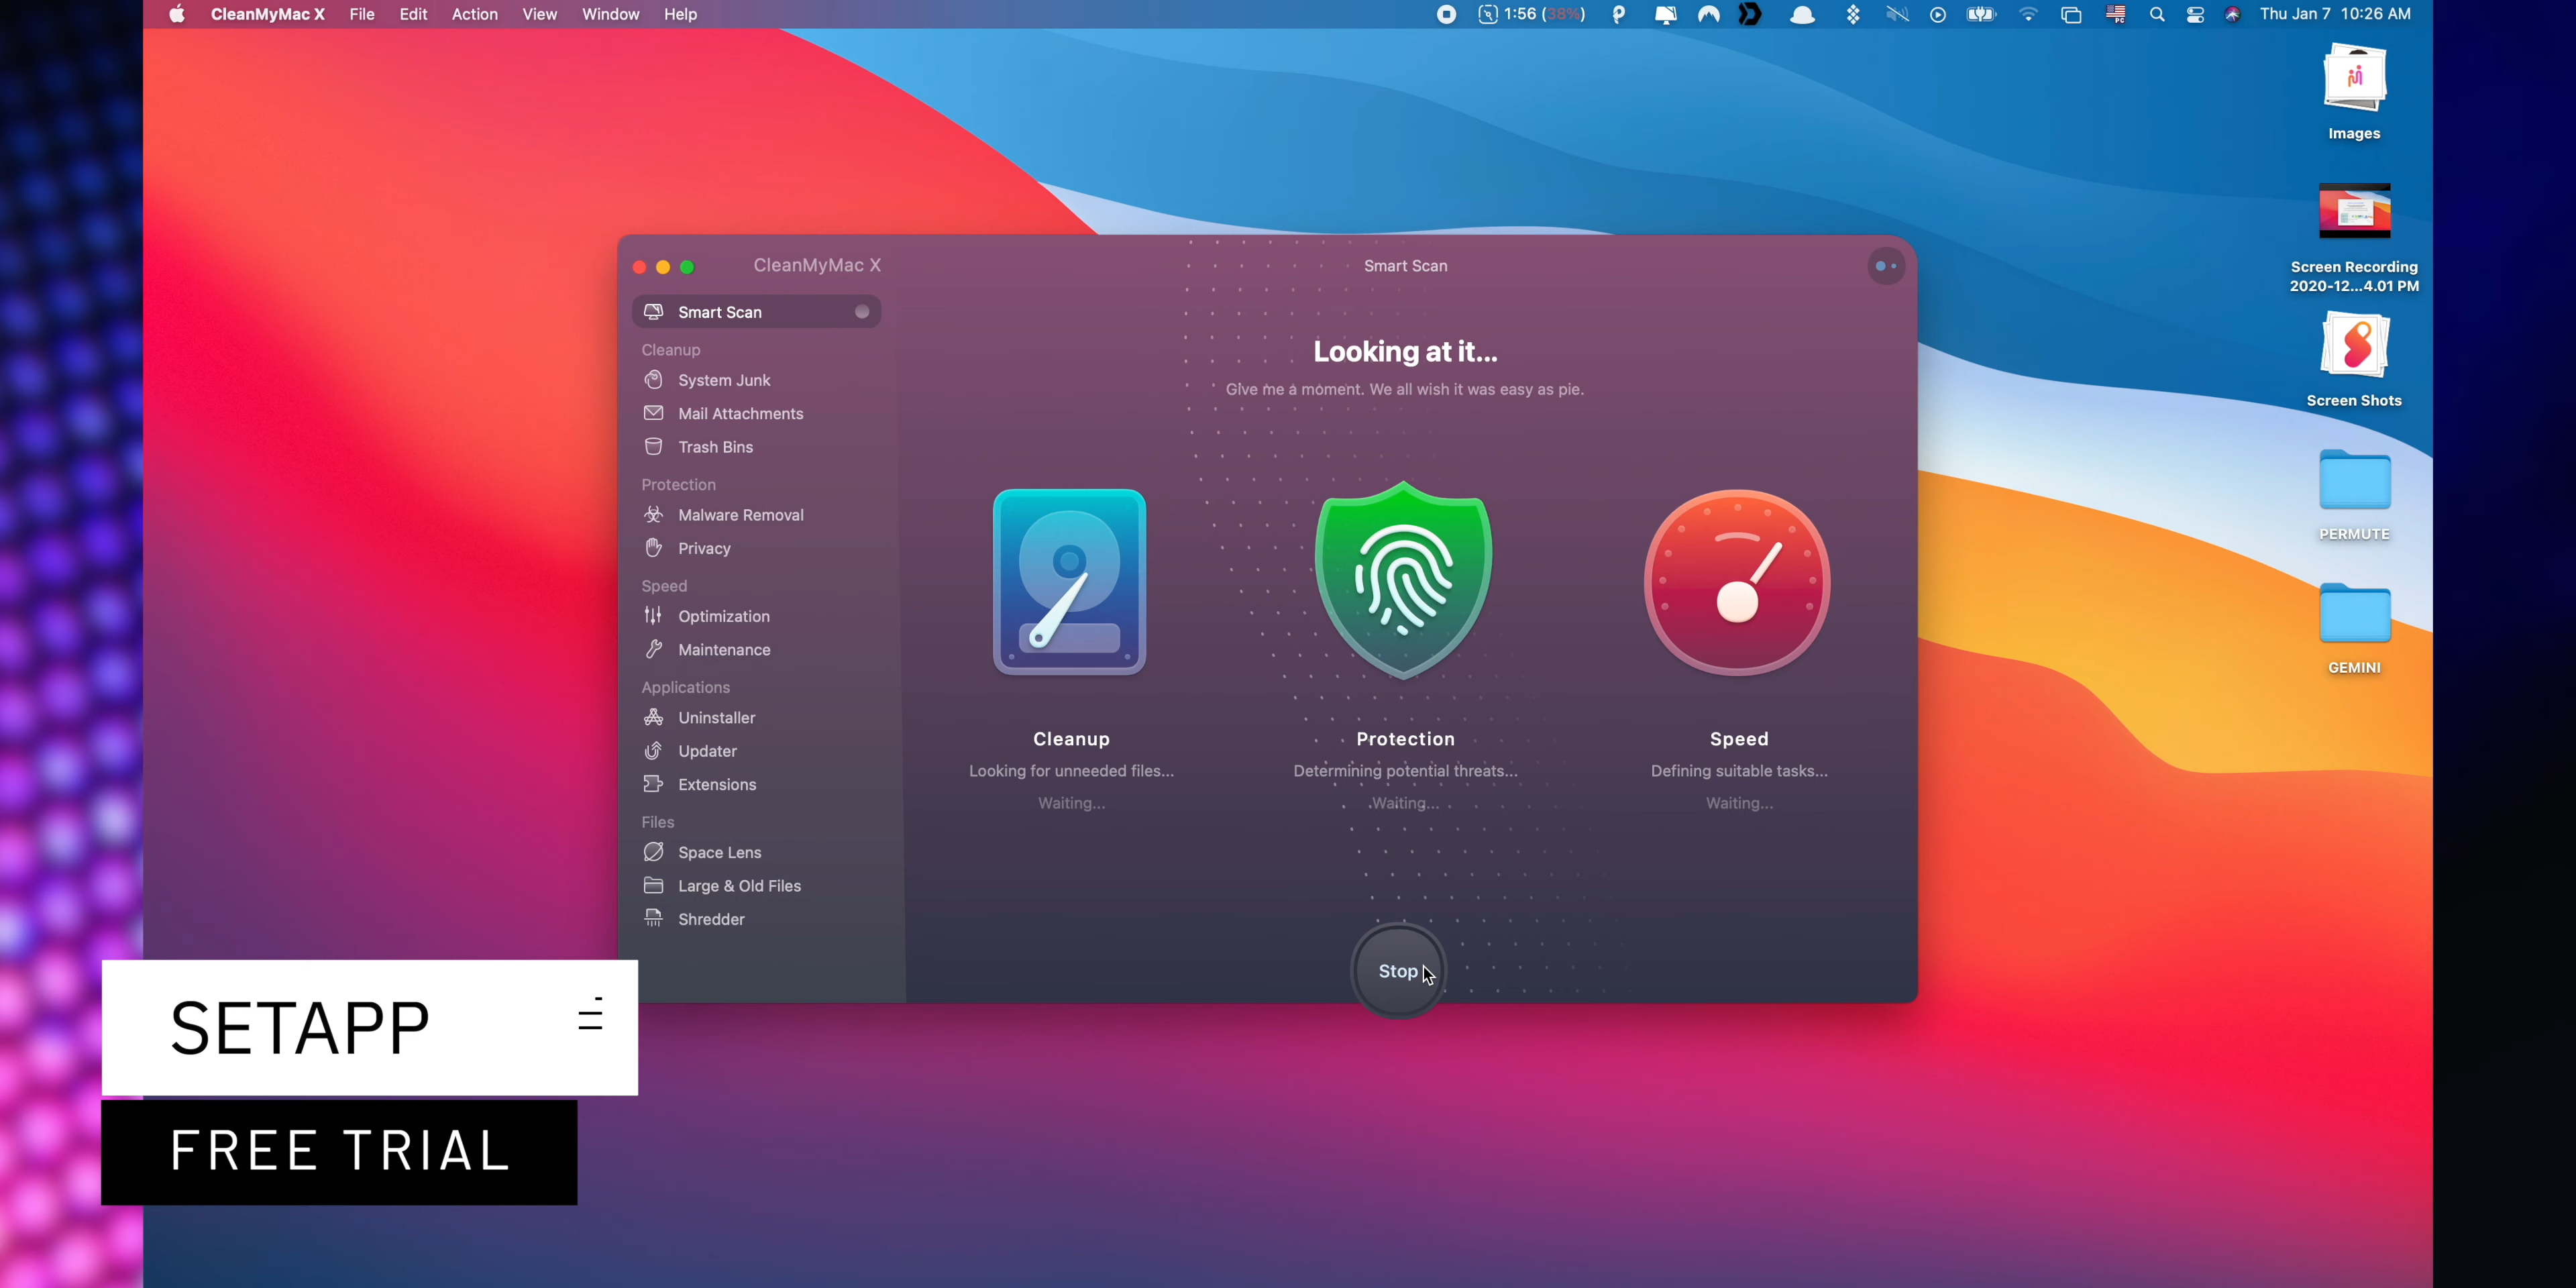 CleanMyMac X File Edit Action View Window Help 1:56 (38%) Thu Jan 7 10:26 AM
Images
Screen Recording
2020-12...4.01 PM
Screen Shots
PERMUTE
GEMINI
CleanMyMac X
Smart Scan
Cleanup
System Junk
Mail Attachments
Trash Bins
Protection
Malware Removal
Privacy
Speed
Optimization
Maintenance
Applications
Uninstaller
Updater
Extensions
Files
Space Lens
Large & Old Files
Shredder
Smart Scan
Looking at it...
Give me a moment. We all wish it was easy as pie.
Cleanup
Looking for unneeded files...
Waiting...
Protection
Determining potential threats...
Waiting...
Speed
Defining suitable tasks...
Waiting...
Stop
SETAPP
FREE TRIAL